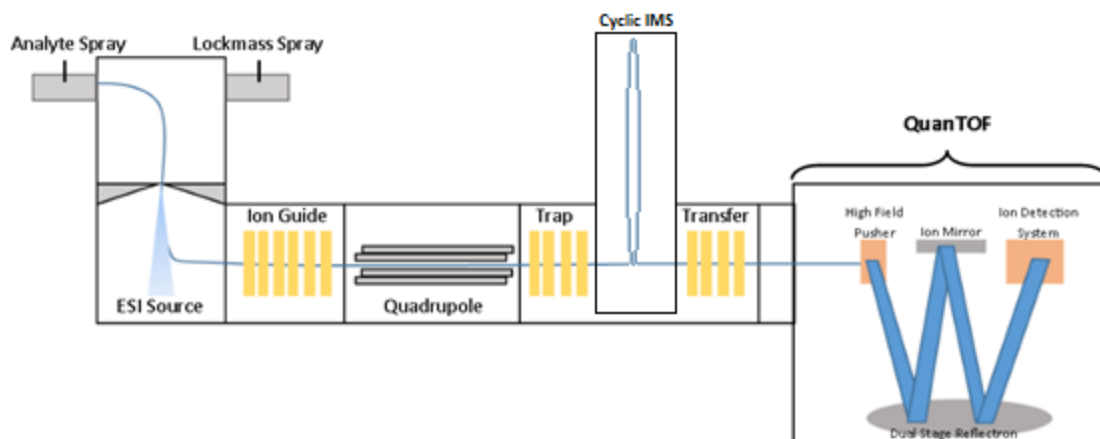 Cyclic IMS
Analyte Spray
Lockmass Spray
QuanTOF
Ion Guide
Trap
Transfer
High Field
Pusher
Ion Mirror
Ion Detection
System
ESI Source
Quadrupole
Dual Stage Reflectron